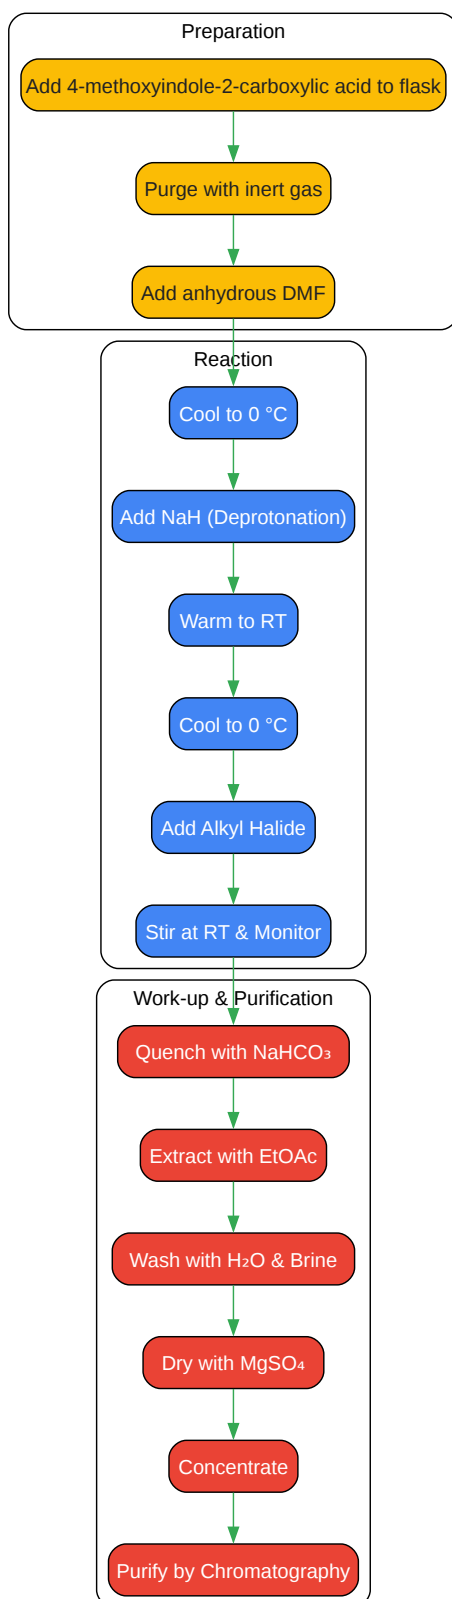 Preparation
Add 4-methoxyindole-2-carboxylic acid to flask
Purge with inert gas
Add anhydrous DMF
Reaction
Cool to 0 °C
Add NaH (Deprotonation)
Warm to RT
Cool to 0 °C
Add Alkyl Halide
Stir at RT & Monitor
Work-up & Purification
Quench with NaHCO₃
Extract with EtOAc
Wash with H₂O & Brine
Dry with MgSO₄
Concentrate
Purify by Chromatography